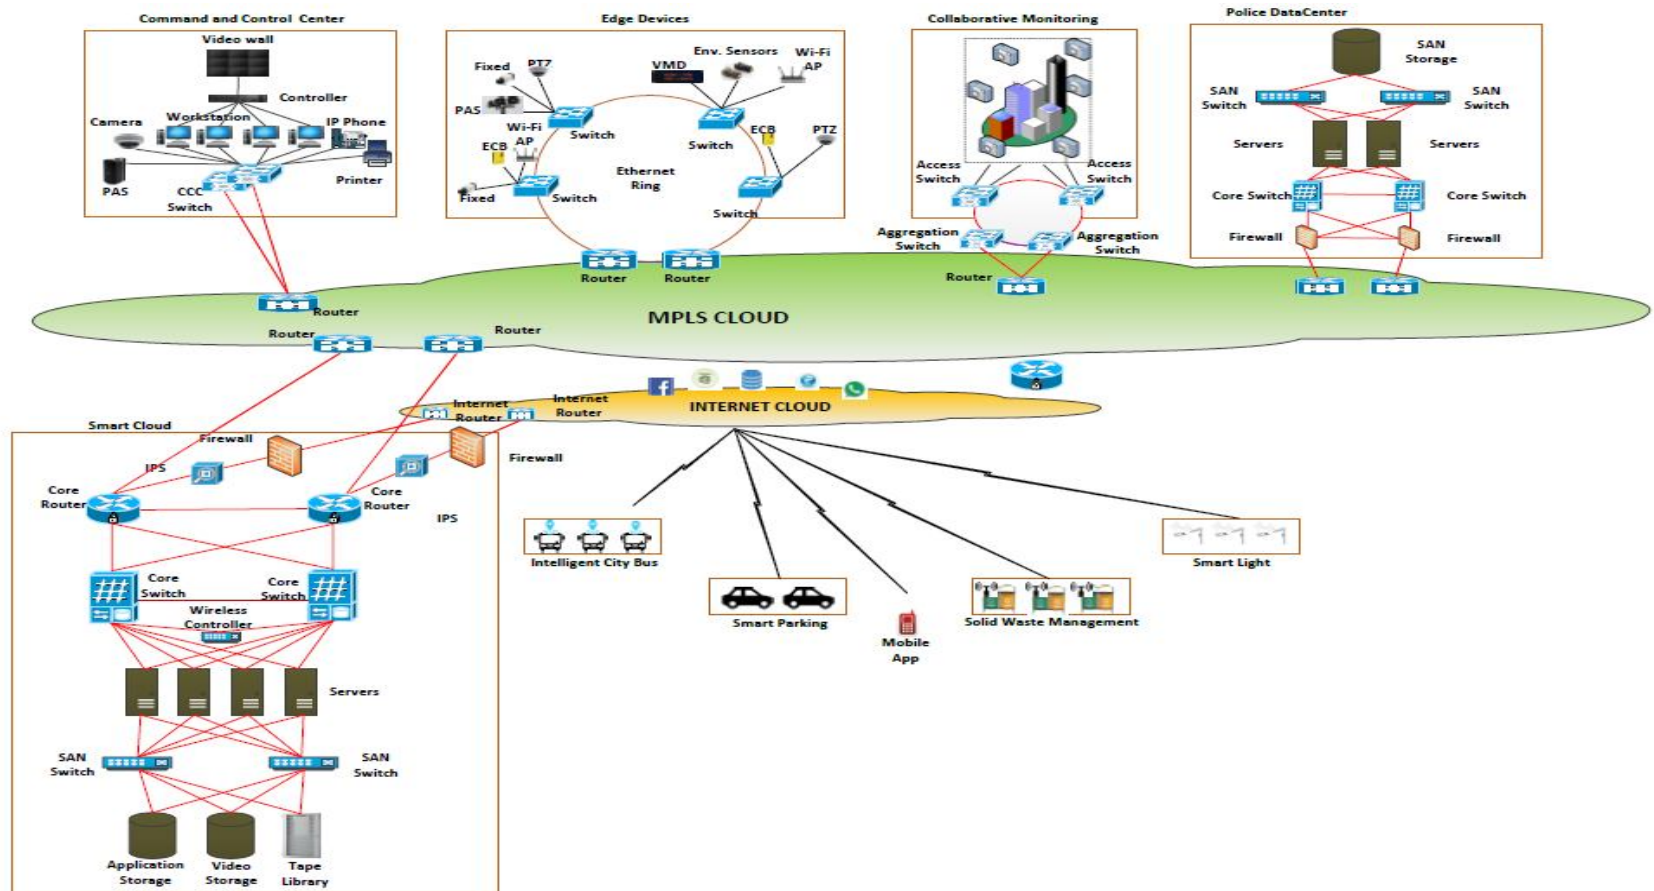 Command and Control Center
Video wall
Controller
Camera
Workstation
IP Phone
PAS
CCC
Switch
Printer
Edge Devices
Fixed
PTZ
PAS
Switch
Wi-Fi
AP
ECB
Fixed
Switch
Ethernet
Ring
VMD
Env. Sensors
Wi-Fi
AP
Switch
ECB
PTZ
Switch
Router
Router
Collaborative Monitoring
Access
Switch
Access
Switch
Aggregation
Switch
Aggregation
Switch
Router
Police DataCenter
SAN
Storage
SAN
Switch
SAN
Switch
Servers
Servers
Core Switch
Core Switch
Firewall
Firewall
Router
MPLS CLOUD
Router
Router
INTERNET CLOUD
Internet
Router
Internet
Router
Smart Cloud
Firewall
Firewall
IPS
IPS
Core
Router
Core
Router
Core
Switch
Core
Switch
Wireless
Controller
Servers
SAN
Switch
SAN
Switch
Application
Storage
Video
Storage
Tape
Library
Intelligent City Bus
Smart Parking
Mobile
App
Solid Waste Management
Smart Light